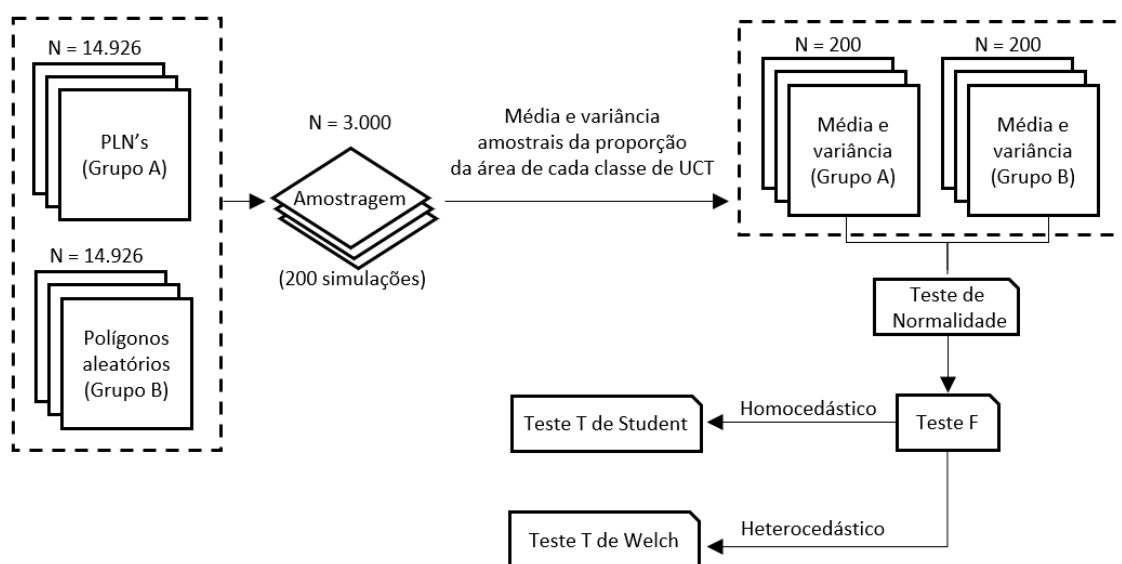 N = 14.926
PLN's
(Grupo A)
N = 14.926
Polígonos
aleatórios
(Grupo B)
N = 3.000
Amostragem
(200 simulações)
Média e variância
amostrais da proporção
da área de cada classe de UCT
N = 200
Média e
variância
(Grupo A)
N = 200
Média e
variância
(Grupo B)
Teste de
Normalidade
Teste F
Homocedástico
Teste T de Student
Heterocedástico
Teste T de Welch